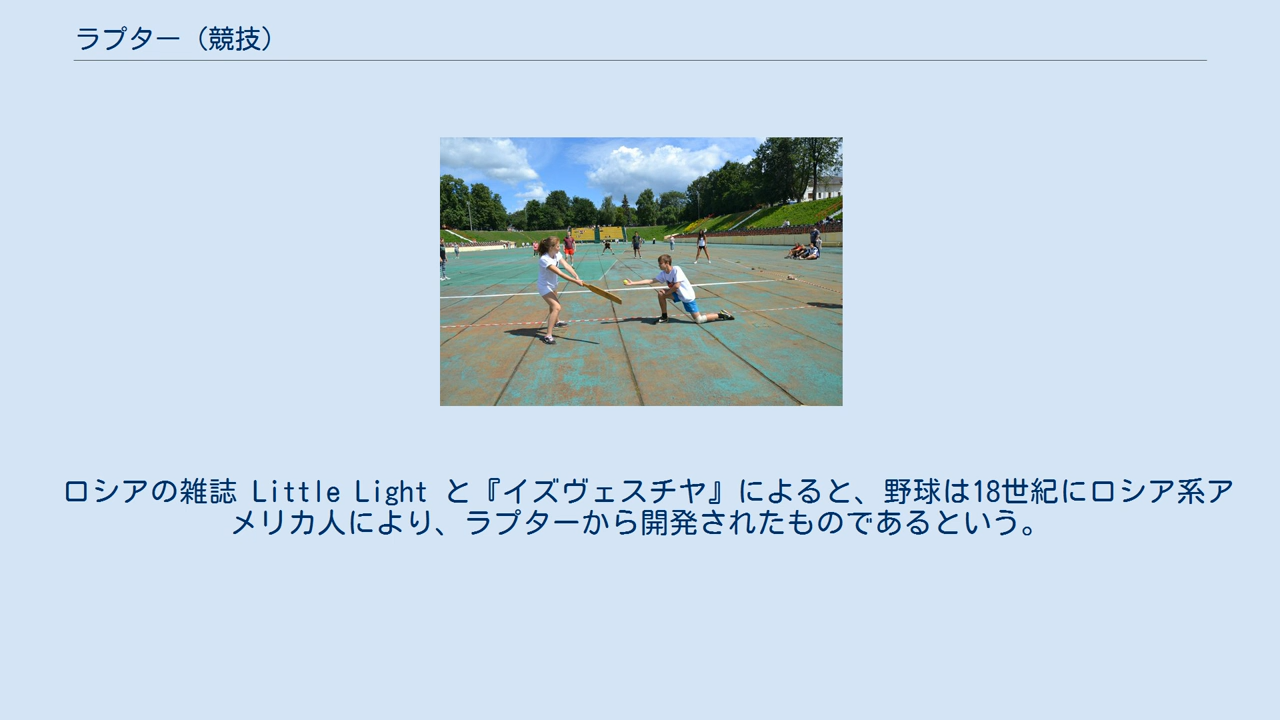 ラプター（競技）
ロシアの雑誌 Little Light と『イズヴェスチヤ』によると、野球は18世紀にロシア系ア
メリカ人により、ラプターから開発されたものであるという。